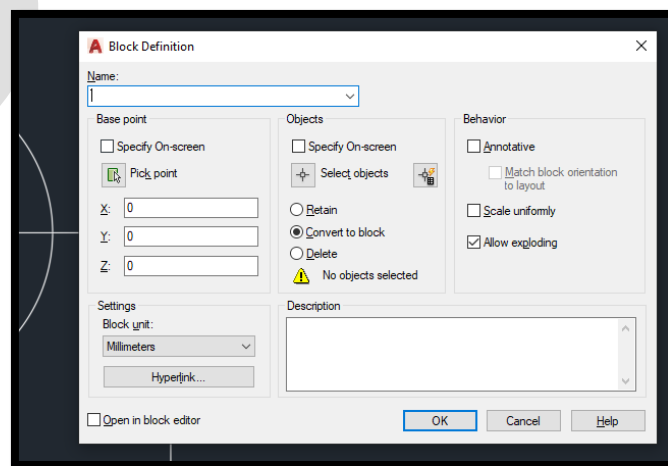 A Block Definition
Name:
Base point
Specify On-screen
Pick point
X: 0
Y: 0
Z: 0
Objects
Specify On-screen
Select objects
Retain
Convert to block
Delete
No objects selected
Behavior
Annotative
Match block orientation
to layout
Scale uniformly
Allow exploding
Settings
Block unit:
Millimeters
Hyperlink...
Description
Open in block editor
OK Cancel Help